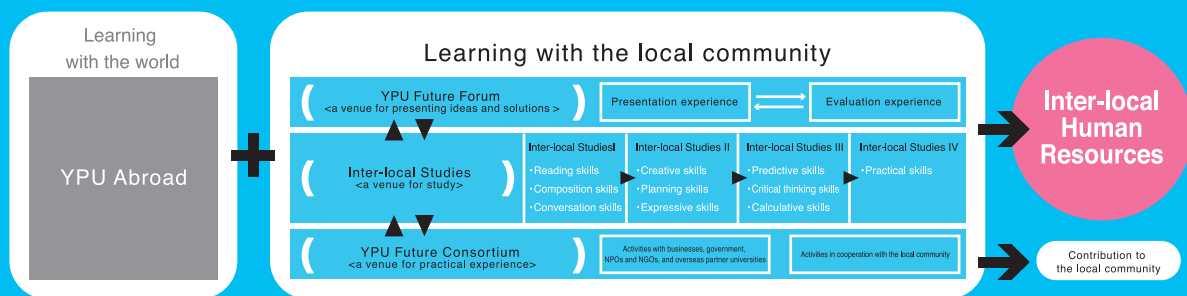 Learning
with the world
YPU Abroad
Learning with the local community
YPU Future Forum
<a venue for presenting ideas and solutions >
Presentation experience
Evaluation experience
Inter-local Studies
<a venue for study>
Inter-local StudiesI
・Reading skills
・Composition skills
・Conversation skills
Inter-local Studies II
・Creative skills
・Planning skills
・Expressive skills
Inter-local Studies III
・Predictive skills
・Critical thinking skills
・Calculative skills
Inter-local Studies IV
・Practical skills
YPU Future Consortium
<a venue for practical experience>
Activities with businesses, government,
NPOs and NGOs, and overseas partner universities
Activities in cooperation with the local community
Inter-local
Human
Resources
Contribution to
the local community